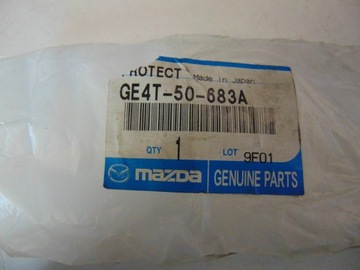 PROTECT Made in Japan
GE4T-50-683A
QTY 1 LOT 9E01
mazda GENUINE PARTS